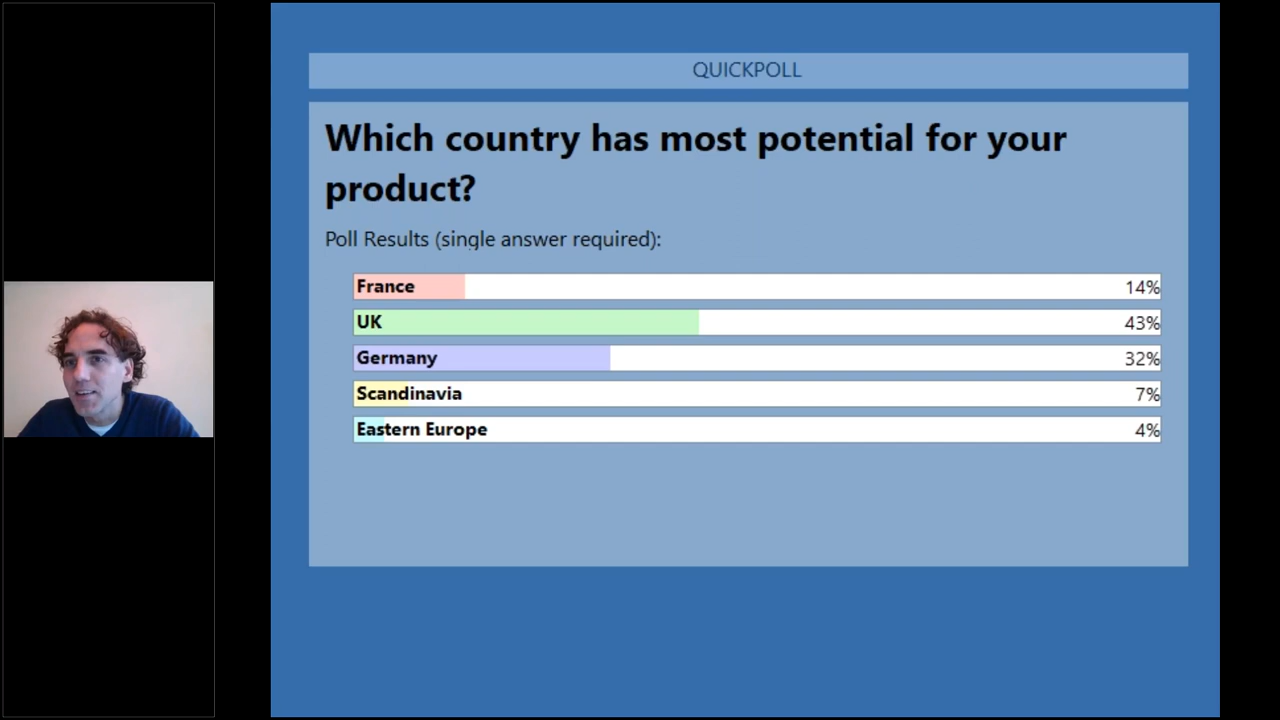 QUICKPOLL
Which country has most potential for your
product?
Poll Results (single answer required):
France 14%
UK 43%
Germany 32%
Scandinavia 7%
Eastern Europe 4%